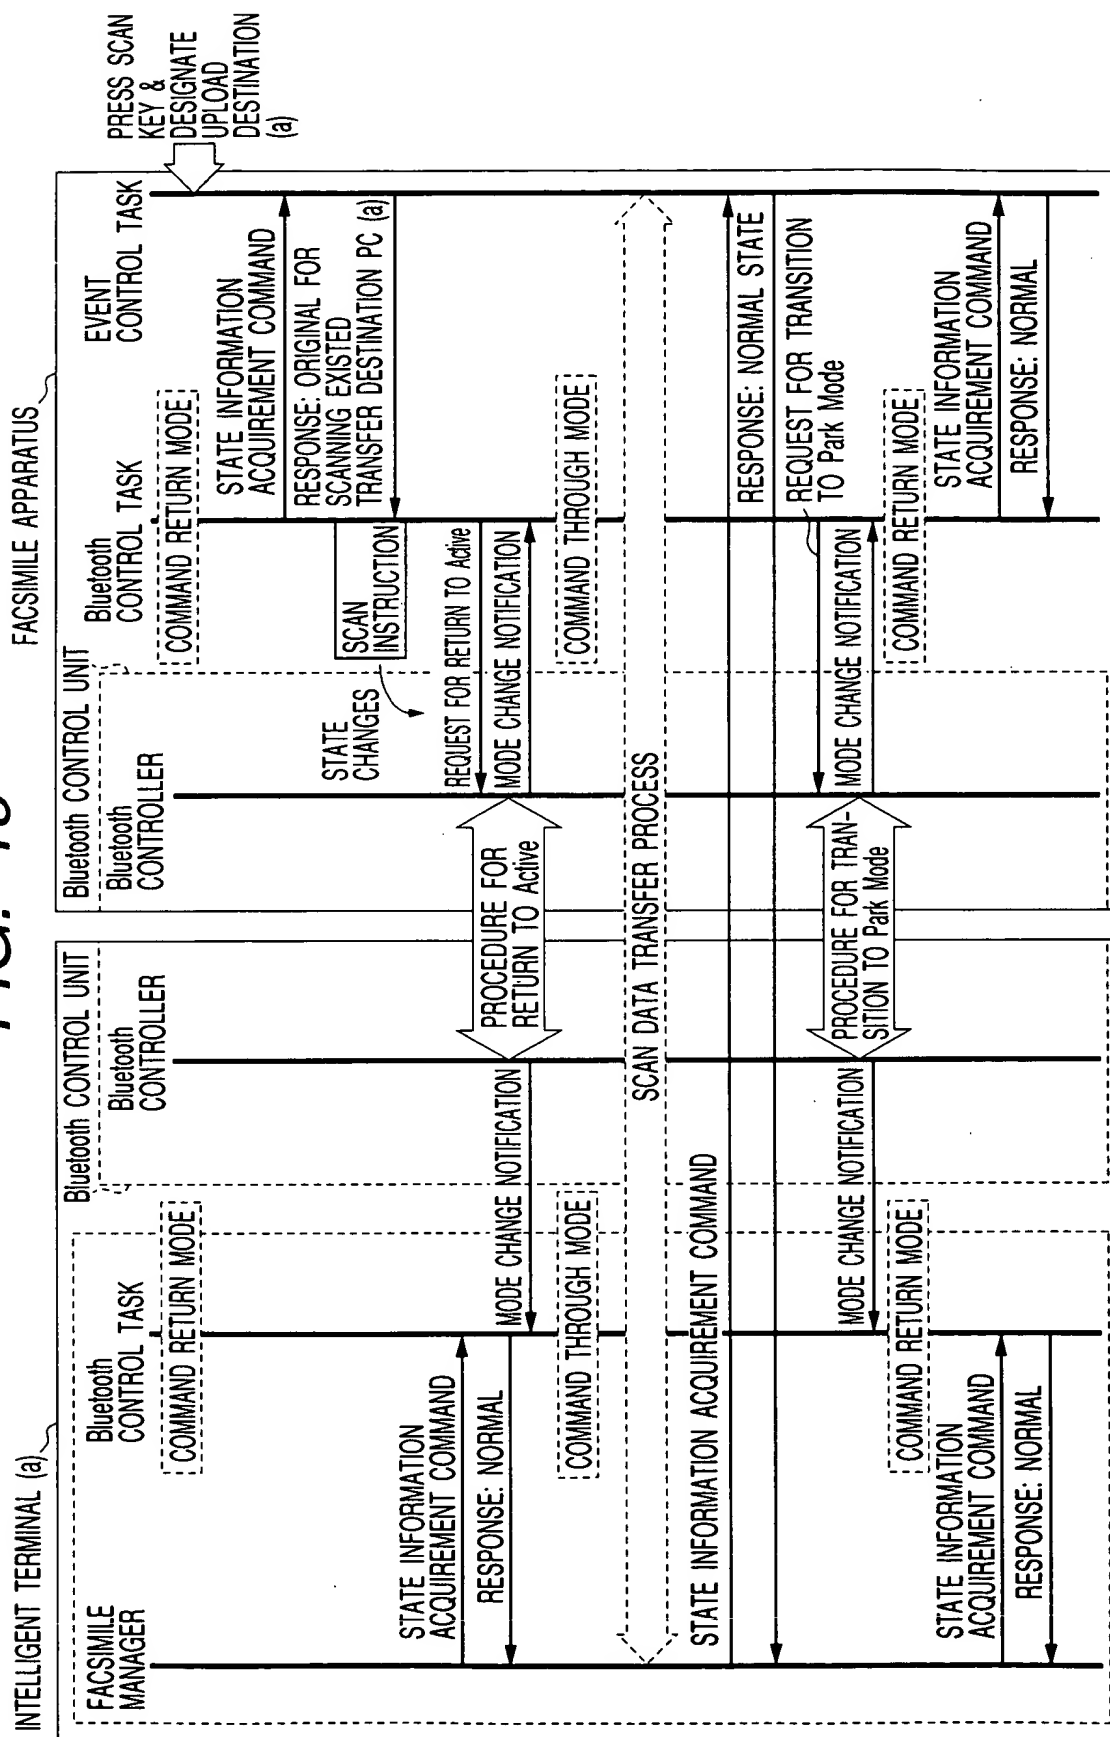 FIG.
INTELLIGENT TERMINAL (a)
FACSIMILE APPARATUS
Bluetooth CONTROL UNIT
Bluetooth CONTROL UNIT
FACSIMILE
MANAGER
Bluetooth
CONTROL TASK
Bluetooth
CONTROLLER
Bluetooth
CONTROLLER
Bluetooth
CONTROL TASK
EVENT
CONTROL TASK
PRESS SCAN
KEY &
DESIGNATE
UPLOAD
DESTINATION
(a)
COMMAND RETURN MODE
COMMAND RETURN MODE
STATE INFORMATION
ACQUIREMENT COMMAND
RESPONSE: ORIGINAL FOR
SCANNING EXISTED
TRANSFER DESTINATION PC (a)
SCAN
INSTRUCTION
STATE
CHANGES
STATE INFORMATION
ACQUIREMENT COMMAND
RESPONSE: NORMAL
REQUEST FOR RETURN TO Active
PROCEDURE FOR
RETURN TO Active
MODE CHANGE NOTIFICATION
MODE CHANGE NOTIFICATION
COMMAND THROUGH MODE
COMMAND THROUGH MODE
SCAN DATA TRANSFER PROCESS
STATE INFORMATION ACQUIREMENT COMMAND
RESPONSE: NORMAL STATE
REQUEST FOR TRANSITION
TO Park Mode
PROCEDURE FOR TRAN-
SITION TO Park Mode
MODE CHANGE NOTIFICATION
MODE CHANGE NOTIFICATION
COMMAND RETURN MODE
COMMAND RETURN MODE
STATE INFORMATION
ACQUIREMENT COMMAND
RESPONSE: NORMAL
STATE INFORMATION
ACQUIREMENT COMMAND
RESPONSE: NORMAL